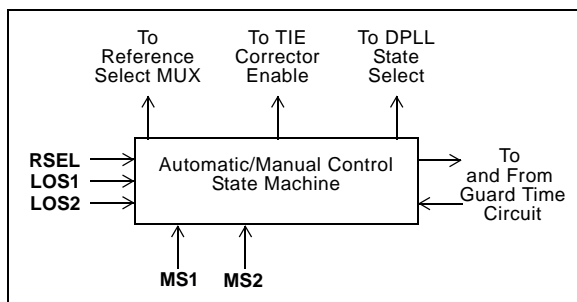 To
Reference
Select MUX
To TIE
Corrector
Enable
To DPLL
State
Select
RSEL
LOS1
LOS2
Automatic/Manual Control
State Machine
To
and From
Guard Time
Circuit
MS1
MS2